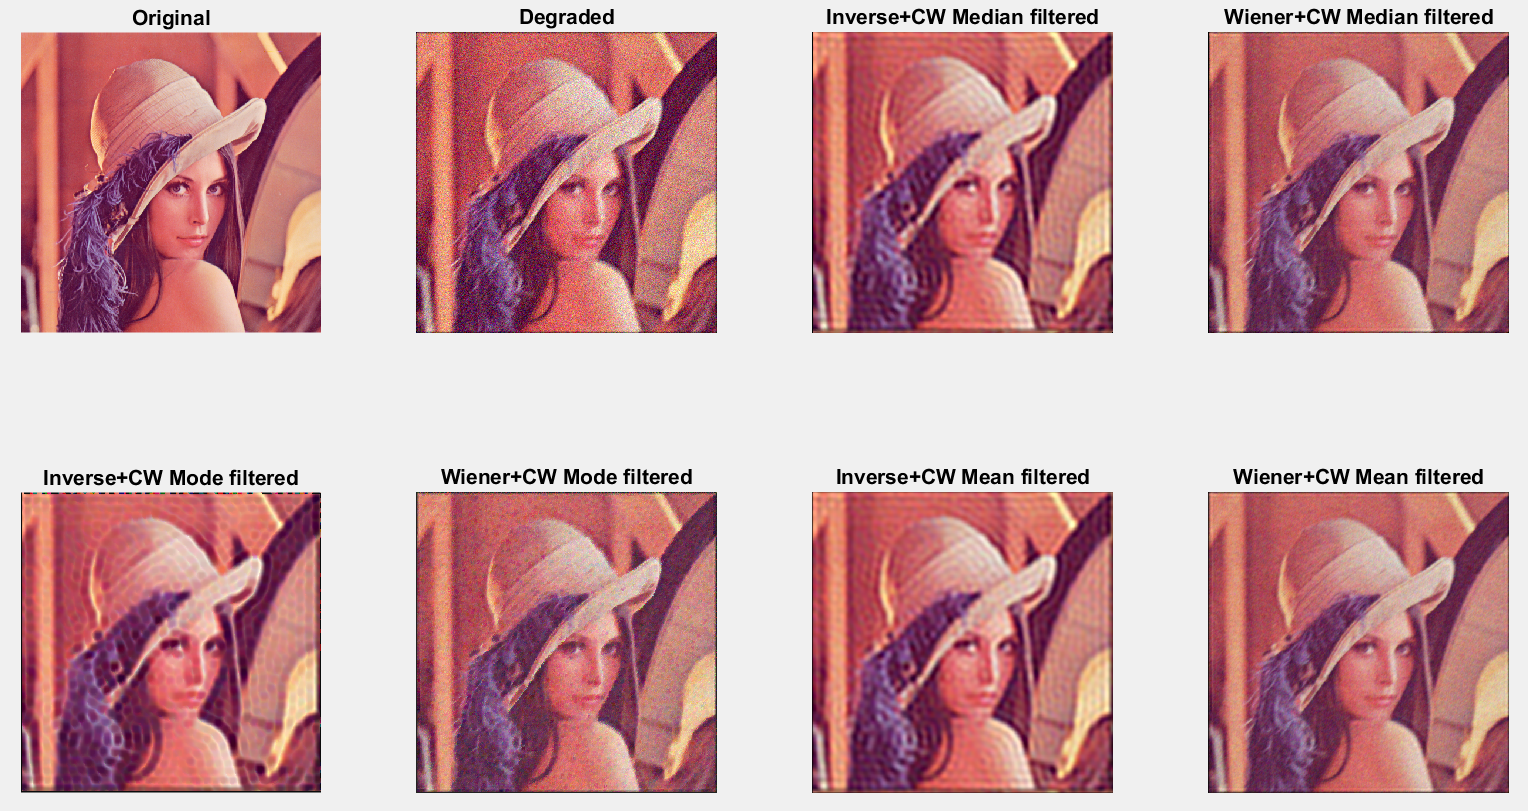 Original
Degraded
Inverse+CW Median filtered
Wiener+CW Median filtered
Inverse+CW Mode filtered
Wiener+CW Mode filtered
Inverse+CW Mean filtered
Wiener+CW Mean filtered